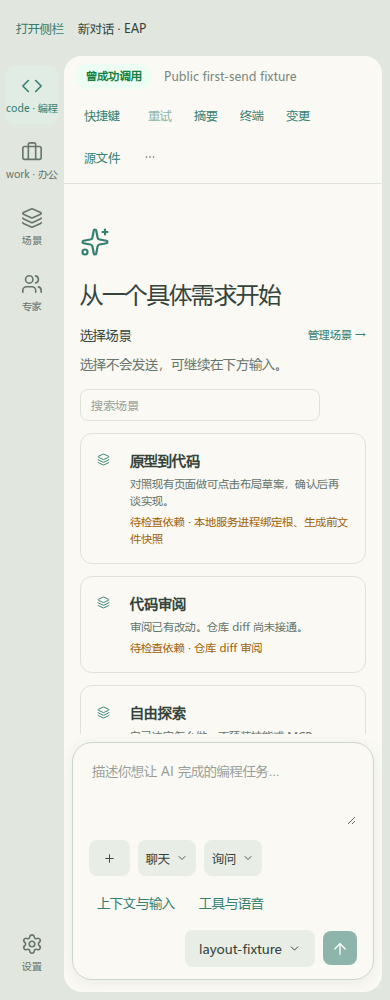 打开侧栏 新对话 · EAP
曾成功调用 Public first-send fixture
code · 编程
快捷键 重试 摘要 终端 变更
work · 办公
源文件 ...
场景
专家
从一个具体需求开始
选择场景 管理场景 →
选择不会发送，可继续在下方输入。
搜索场景
原型到代码
对照现有页面做可点击布局草案，确认后再
谈实现。
待检查依赖 · 本地服务进程绑定根、生成前文
件快照
代码审阅
审阅已有改动。仓库 diff 尚未接通。
待检查依赖 · 仓库 diff 审阅
自由探索
描述你想让 AI 完成的编程任务...
+ 聊天 询问
上下文与输入 工具与语音
layout-fixture
设置